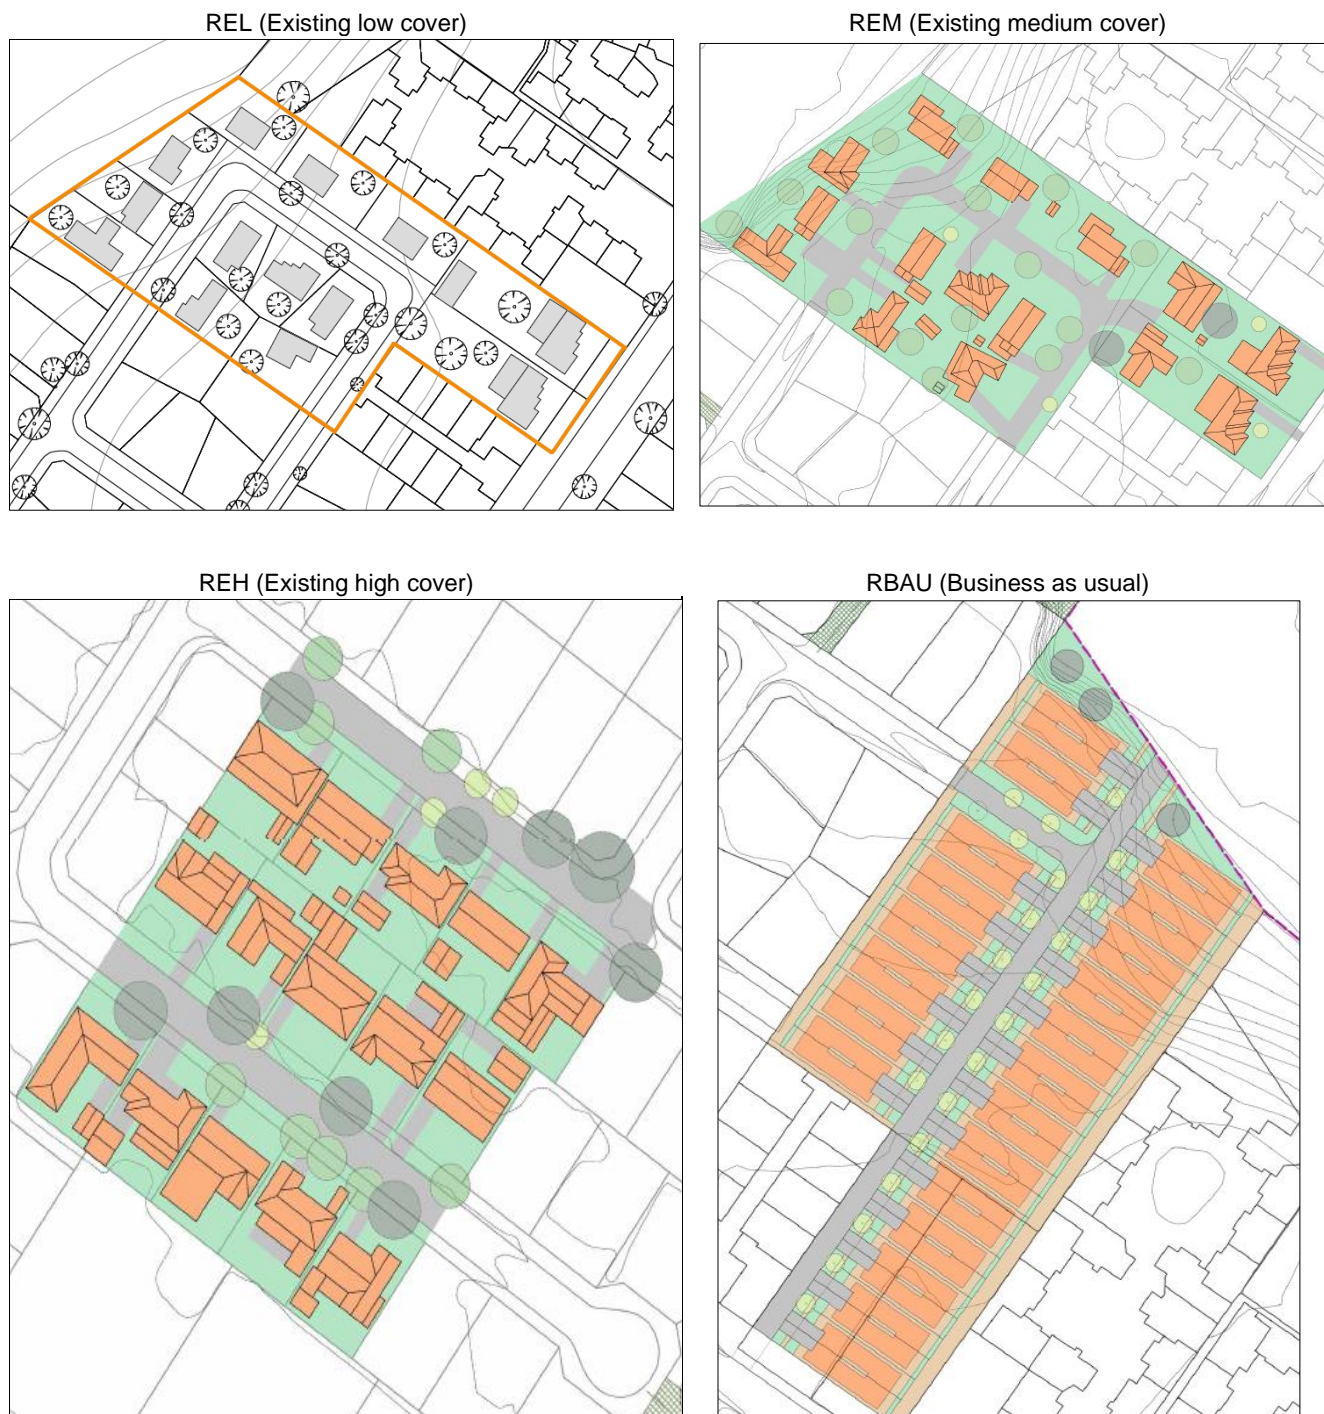 REL (Existing low cover)
REM (Existing medium cover)
REH (Existing high cover)
RBAU (Business as usual)